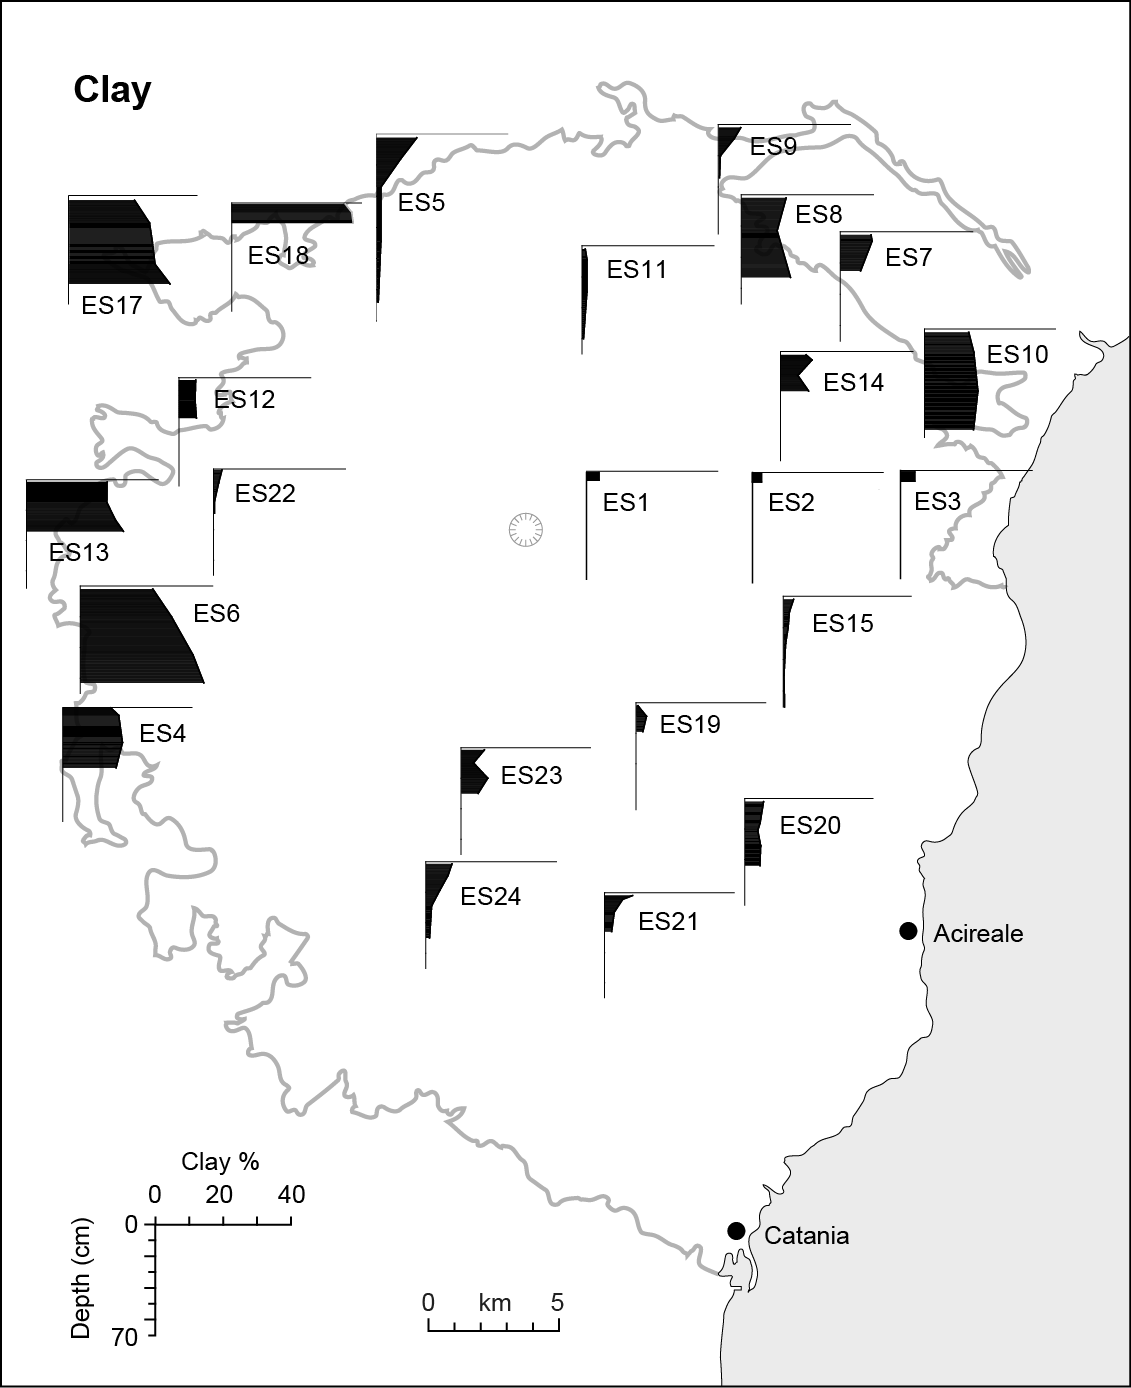 Clay
ES9
ES5
ES8
ES18
ES7
ES11
ES17
ES10
ES14
ES12
ES22
ES1
ES2
ES3
ES13
ES6
ES15
ES4
ES19
ES23
ES20
ES24
ES21
Acireale
Clay %
0 20 40
0
Depth (cm)
70
Catania
0 km 5